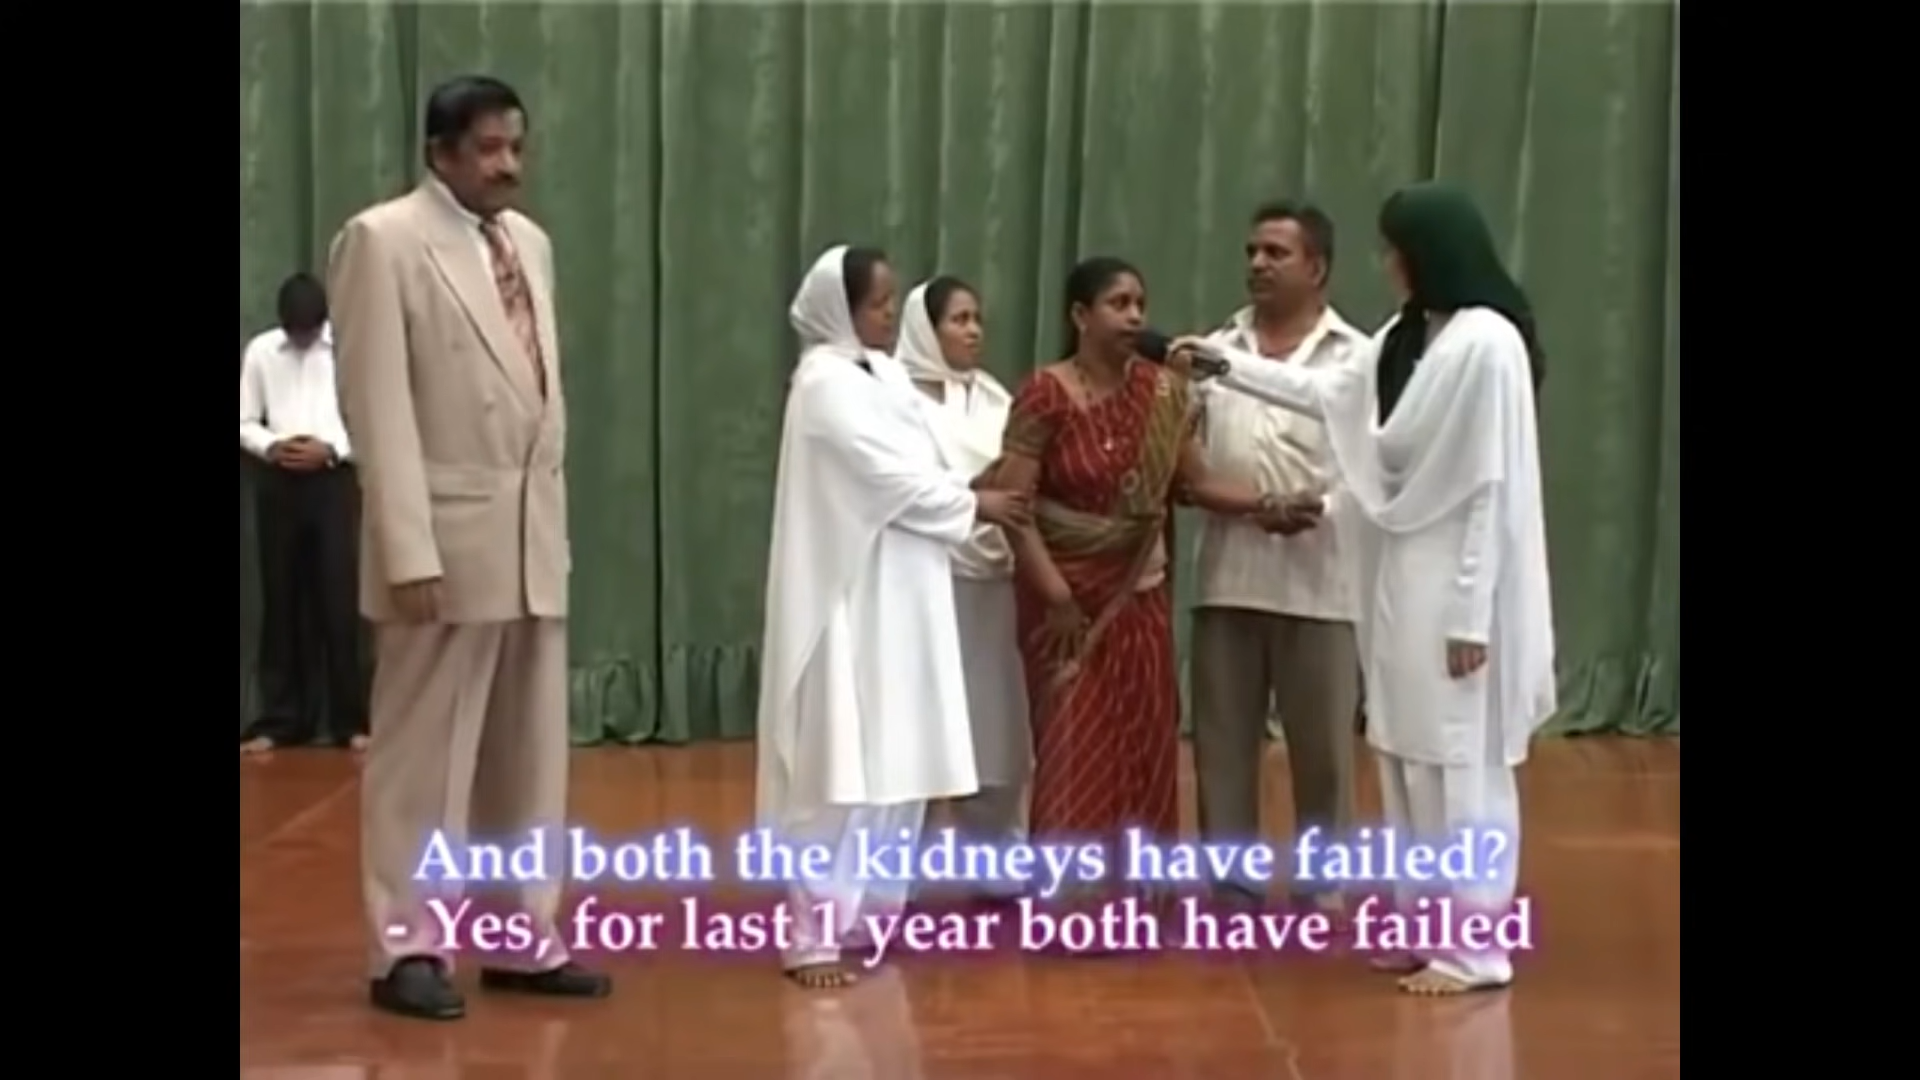 And both the kidneys have failed?
- Yes, for last 1 year both have failed